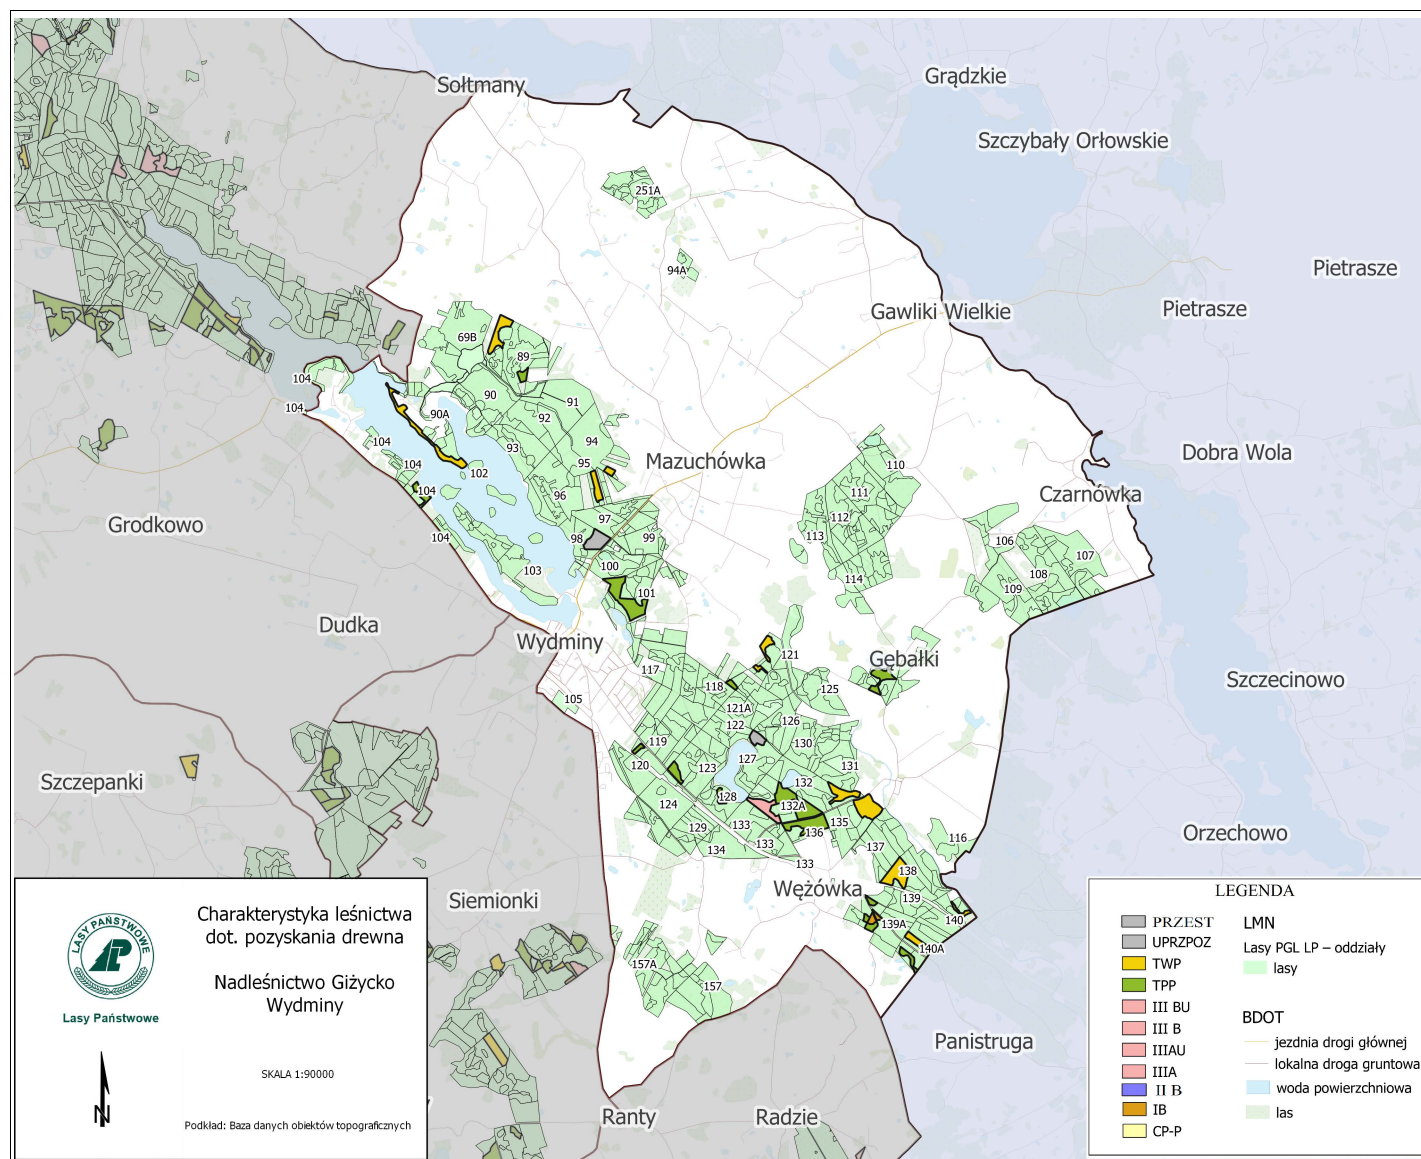 Sołtmany
Grądzkie
Szczybały Orłowskie
251A
94A
Pietrasze
Pietrasze
Gawliki Wielkie
69B
89
104
104
90
90A
91
92
93
94
104
104
102
95
Mazuchówka
110
Dobra Wola
104
96
111
Czarnówka
112
97
Grodkowo
104
98
99
113
106
107
100
103
101
114
108
109
Dudka
Wydminy
117
121
Gębałki
118
125
Szczecinowo
105
121A
122
126
119
130
120
123
127
131
Szczepanki
132
128
124
132A
129
133
136
135
Orzechowo
134
133
137
116
133
138
Wężówka
139
Siemionki
139A
140
140A
157A
157
Panistruga
Ranty
Radzie
LASY PAŃSTWOWE
Lasy Państwowe
N
Charakterystyka leśnictwa
dot. pozyskania drewna
Nadleśnictwo Giżycko
Wydminy
SKALA 1:90000
Podkład: Baza danych obiektów topograficznych
LEGENDA
PRZEST
UPRZPOZ
TWP
TPP
III BU
III B
IIIAU
IIIA
II B
IB
CP-P
LMN
Lasy PGL LP – oddziały
lasy
BDOT
jezdnia drogi głównej
lokalna droga gruntowa
woda powierzchniowa
las